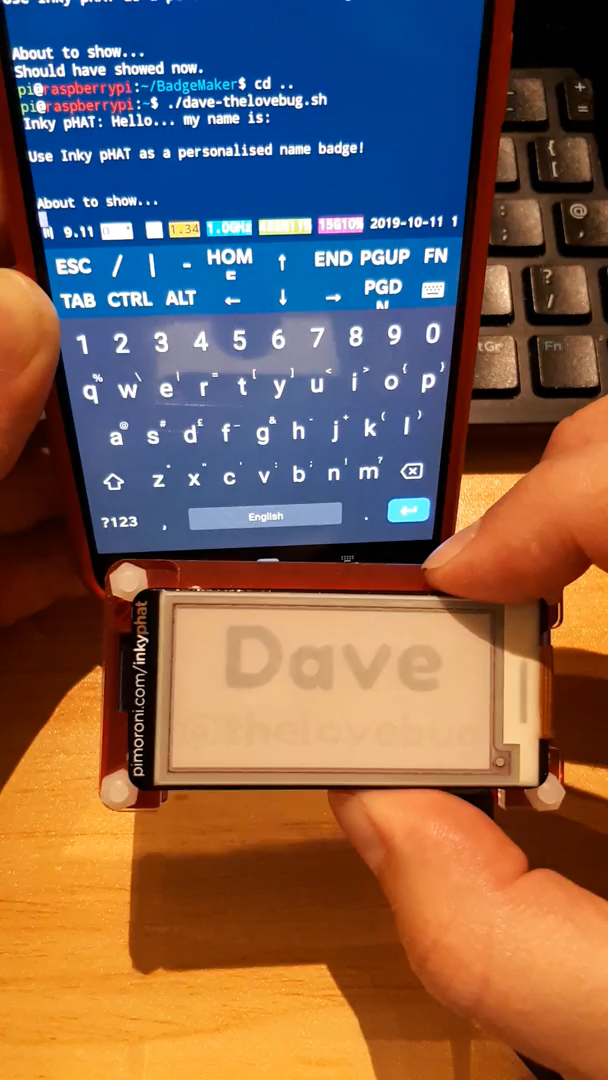 About to show...
Should have showed now.
pi@raspberrypi:~/BadgeMaker$ cd ..
pi@raspberrypi:~$ ./dave-thelovebug.sh
Inky pHAT: Hello... my name is:
Use Inky pHAT as a personalised name badge!
About to show...
9.11 1.34 1.0GHz 15G10% 2019-10-11 1
ESC / | - HOME ↑ END PGUP FN
TAB CTRL ALT ← ↓ → PGDN
1 2 3 4 5 6 7 8 9 0
q w e r t y u i o p
a s d f g h j k l
z x c v b n m
?123 , English .
+ =
{ [
@
? /
Fn
pimoroni.com/inkyphat
Dave
@thelovebug